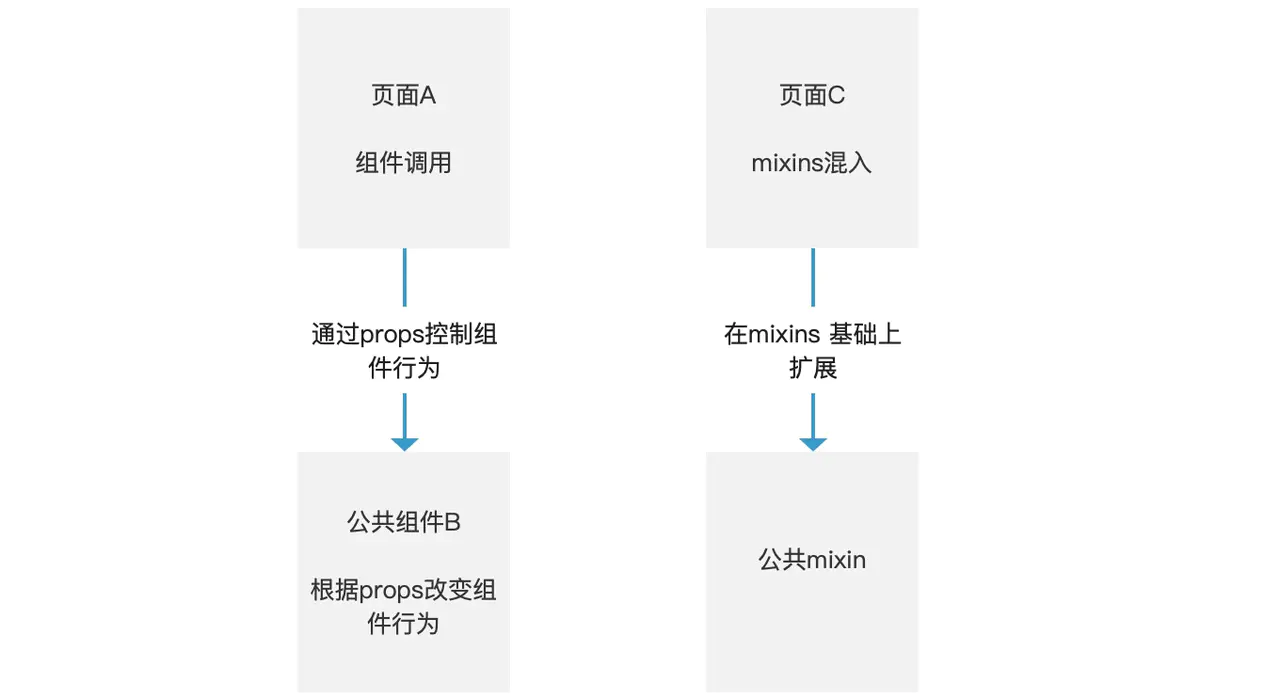 页面A
组件调用
通过props控制组
件行为
公共组件B
根据props改变组
件行为
页面C
mixins混入
在mixins 基础上
扩展
公共mixin